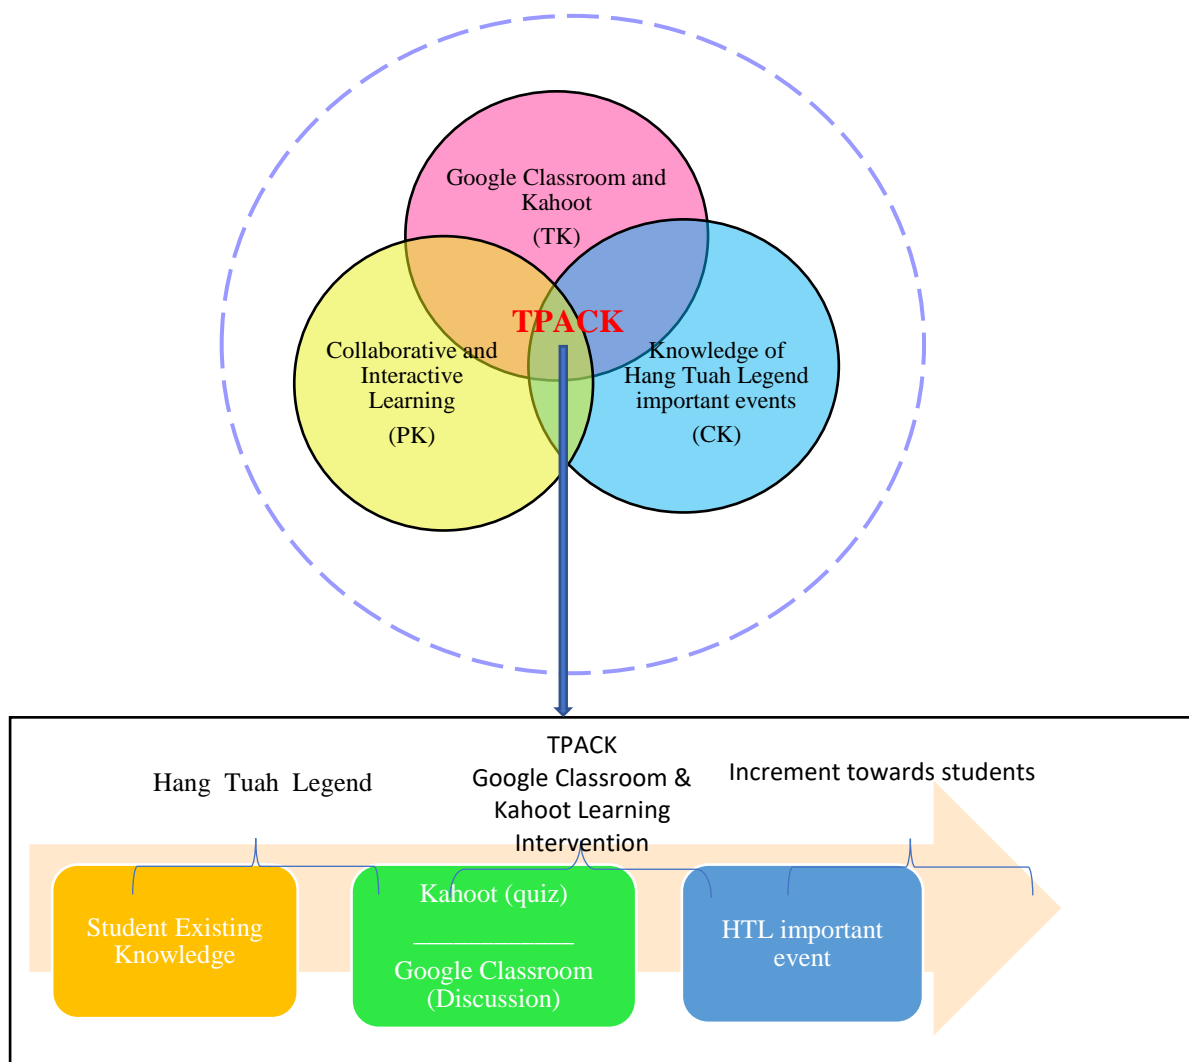 Google Classroom and
Kahoot
(TK)
TPACK
Collaborative and
Interactive
Learning
(PK)
Knowledge of
Hang Tuah Legend
important events
(CK)
Hang Tuah Legend
TPACK
Google Classroom &
Kahoot Learning
Intervention
Increment towards students
Student Existing
Knowledge
Kahoot (quiz)
Google Classroom
(Discussion)
HTL important
event